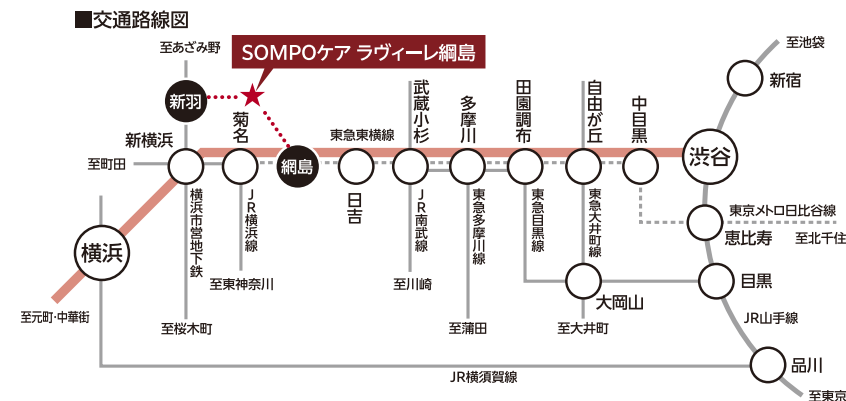 ■交通路線図
至あざみ野
SOMPOケア ラヴィーレ綱島
至池袋
新宿
新羽
菊名
武蔵小杉
多摩川
田園調布
自由が丘
中目黒
新横浜
東急東横線
至町田
綱島
渋谷
日吉
横浜市営地下鉄
JR横浜線
JR南武線
東急多摩川線
東急目黒線
東急大井町線
東京メトロ日比谷線
恵比寿
至北千住
横浜
至東神奈川
至川崎
目黒
大岡山
至元町・中華街
至桜木町
至蒲田
至大井町
JR山手線
品川
JR横須賀線
至東京